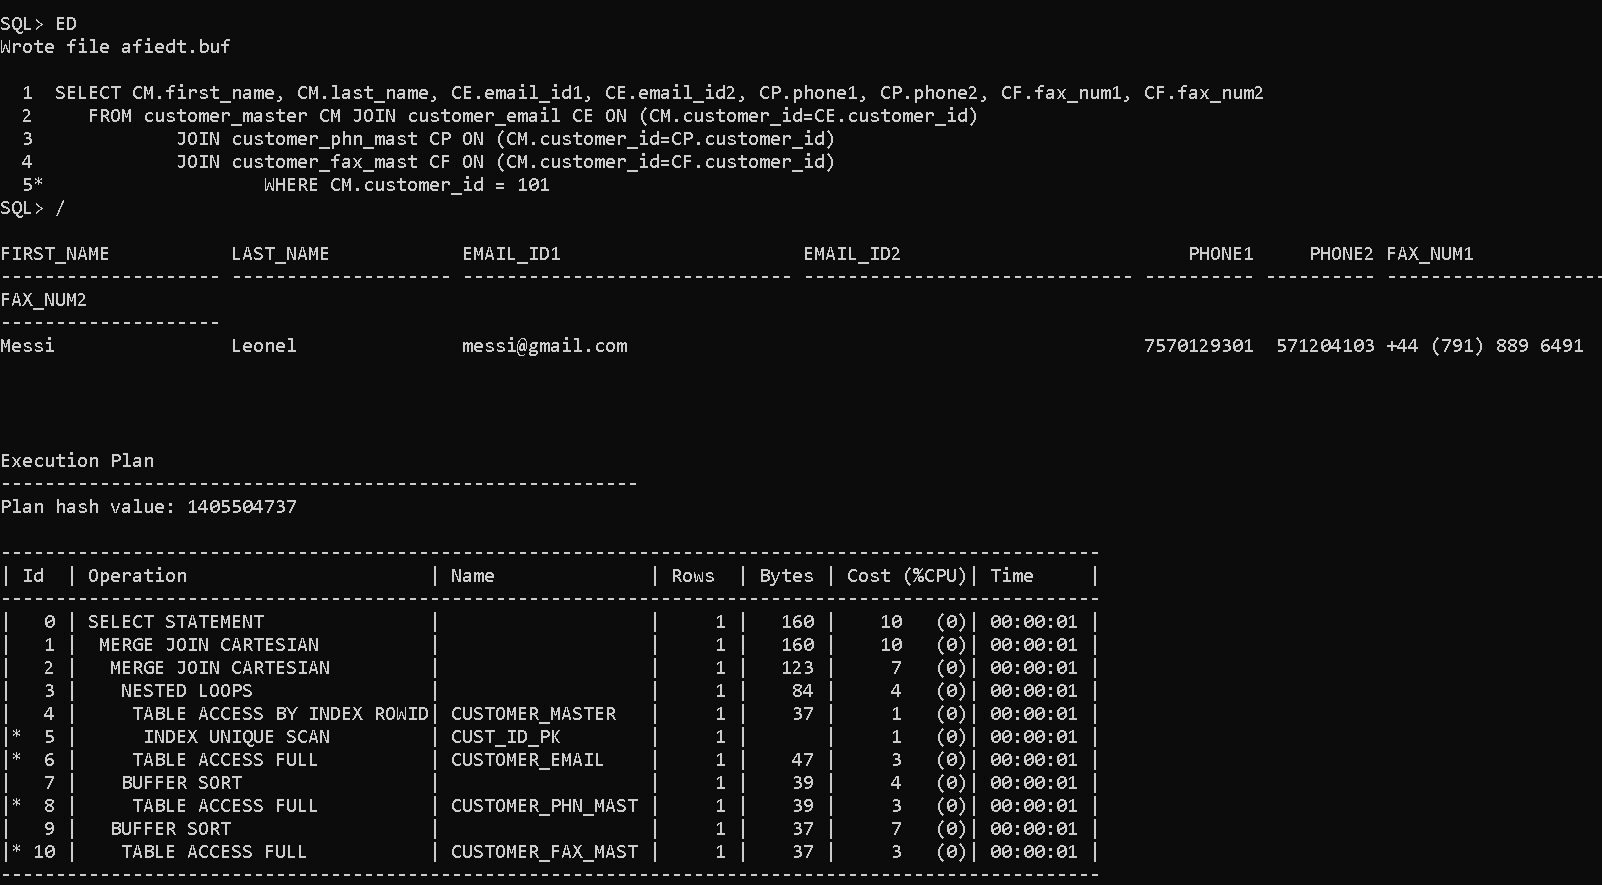 SQL> ED
Wrote file afiedt.buf
  1  SELECT CM.first_name, CM.last_name, CE.email_id1, CE.email_id2, CP.phone1, CP.phone2, CF.fax_num1, CF.fax_num2
  2     FROM customer_master CM JOIN customer_email CE ON (CM.customer_id=CE.customer_id)
  3             JOIN customer_phn_mast CP ON (CM.customer_id=CP.customer_id)
  4             JOIN customer_fax_mast CF ON (CM.customer_id=CF.customer_id)
  5*                    WHERE CM.customer_id = 101
SQL> /
FIRST_NAME           LAST_NAME            EMAIL_ID1                      EMAIL_ID2                          PHONE1     PHONE2 FAX_NUM1
-------------------- -------------------- ------------------------------ ------------------------------ ---------- ---------- --------------------
FAX_NUM2
--------------------
Messi                Leonel               messi@gmail.com                                               7570129301  571204103 +44 (791) 889 6491
Execution Plan
----------------------------------------------------------
Plan hash value: 1405504737
----------------------------------------------------------------------------------------------------
| Id  | Operation                      | Name              | Rows  | Bytes | Cost (%CPU)| Time     |
----------------------------------------------------------------------------------------------------
|   0 | SELECT STATEMENT               |                   |     1 |   160 |    10   (0)| 00:00:01 |
|   1 |  MERGE JOIN CARTESIAN          |                   |     1 |   160 |    10   (0)| 00:00:01 |
|   2 |   MERGE JOIN CARTESIAN         |                   |     1 |   123 |     7   (0)| 00:00:01 |
|   3 |    NESTED LOOPS                |                   |     1 |    84 |     4   (0)| 00:00:01 |
|   4 |     TABLE ACCESS BY INDEX ROWID| CUSTOMER_MASTER   |     1 |    37 |     1   (0)| 00:00:01 |
|*  5 |      INDEX UNIQUE SCAN         | CUST_ID_PK        |     1 |       |     1   (0)| 00:00:01 |
|*  6 |     TABLE ACCESS FULL          | CUSTOMER_EMAIL    |     1 |    47 |     3   (0)| 00:00:01 |
|   7 |    BUFFER SORT                 |                   |     1 |    39 |     4   (0)| 00:00:01 |
|*  8 |     TABLE ACCESS FULL          | CUSTOMER_PHN_MAST |     1 |    39 |     3   (0)| 00:00:01 |
|   9 |   BUFFER SORT                  |                   |     1 |    37 |     7   (0)| 00:00:01 |
|* 10 |    TABLE ACCESS FULL           | CUSTOMER_FAX_MAST |     1 |    37 |     3   (0)| 00:00:01 |
----------------------------------------------------------------------------------------------------